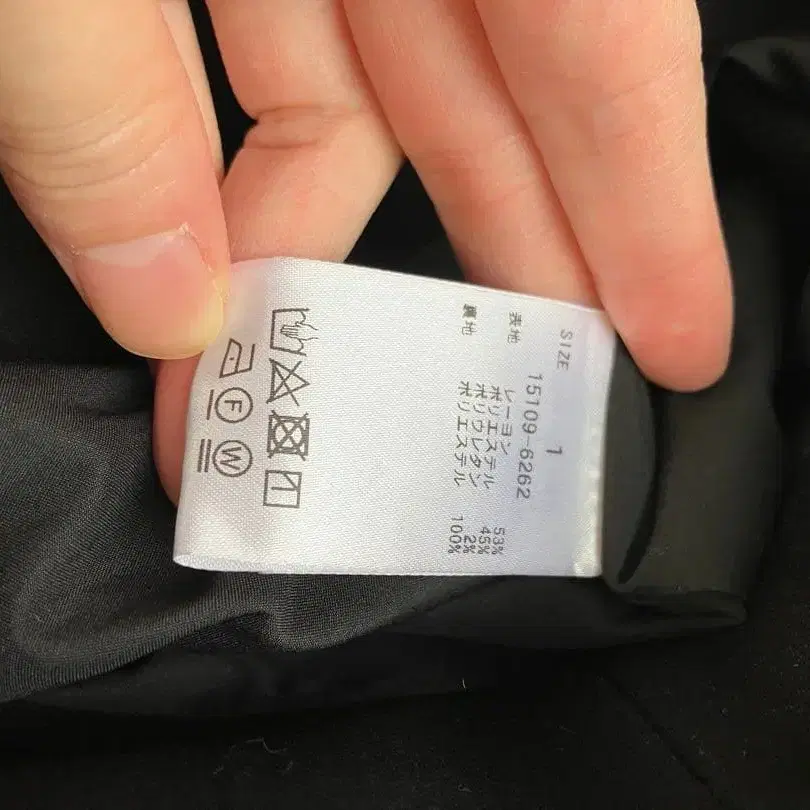 SIZE 1
15109-6262
表地 レーヨン 53%
ポリエステル 45%
ポリウレタン 2%
裏地 ポリエステル 100%
F
W